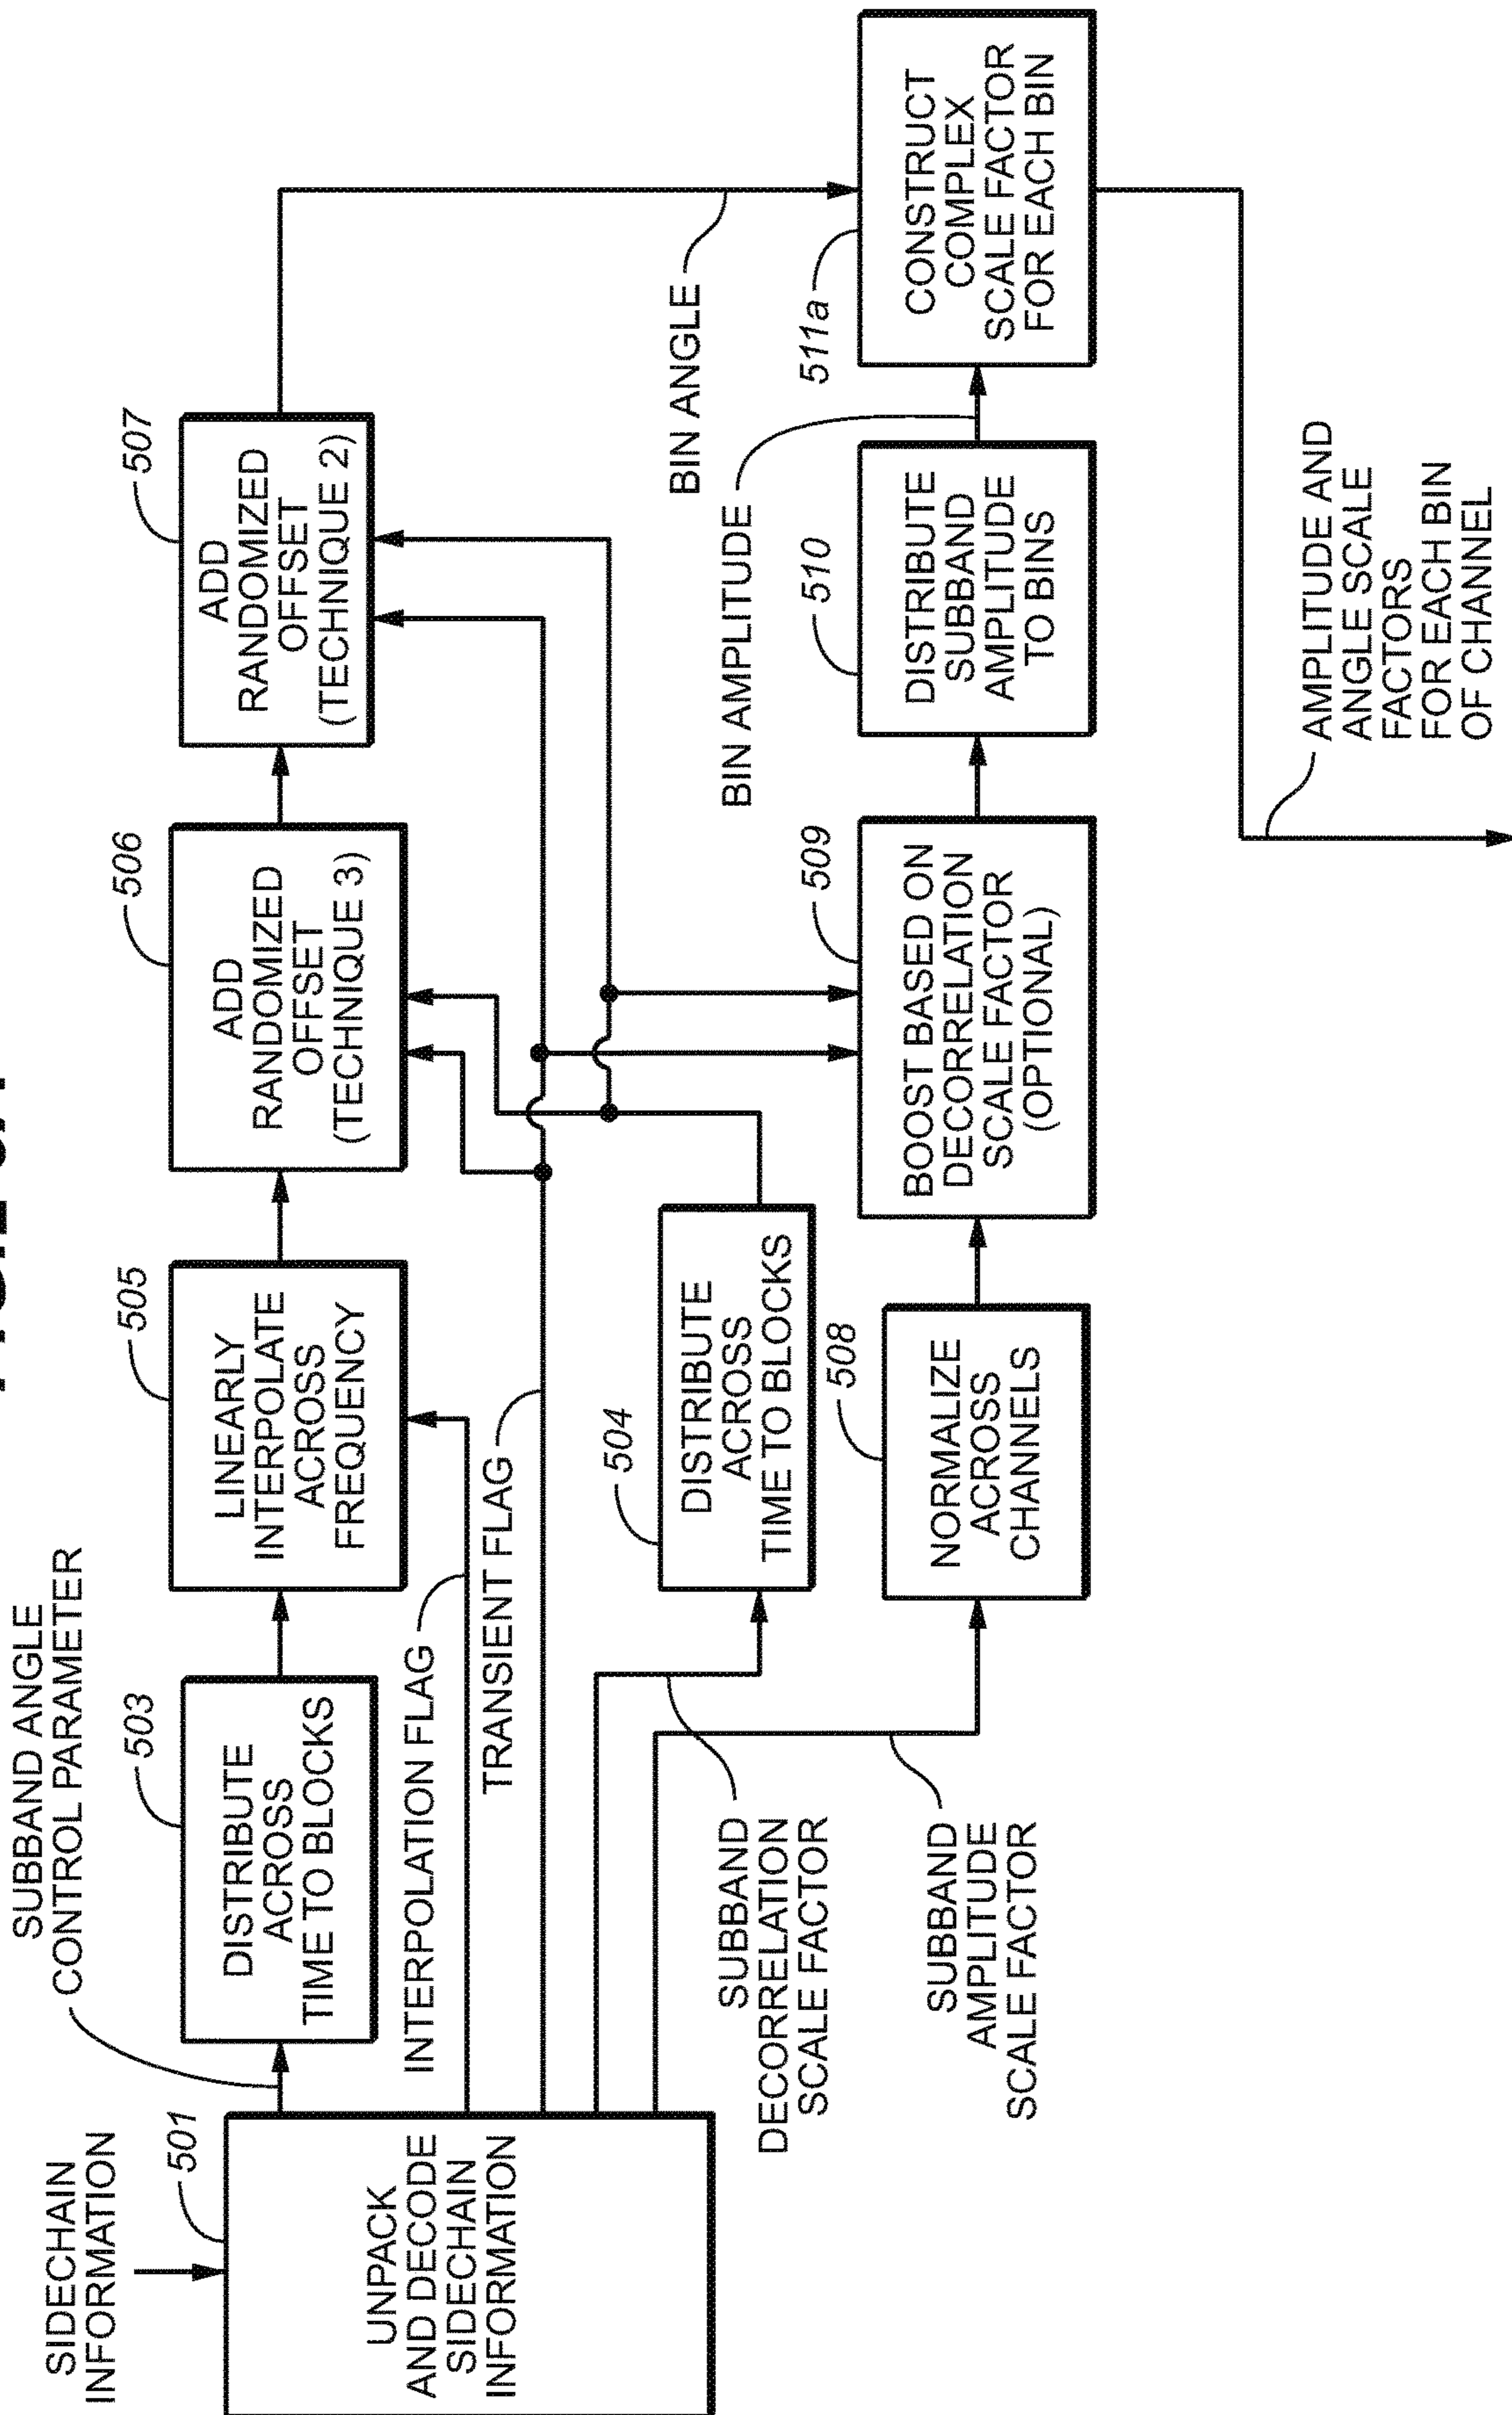 SIDECHAIN
INFORMATION
501
UNPACK
AND DECODE
SIDECHAIN
INFORMATION
SUBBAND ANGLE
CONTROL PARAMETER
503
DISTRIBUTE
ACROSS
TIME TO BLOCKS
505
LINEARLY
INTERPOLATE
ACROSS
FREQUENCY
506
ADD
RANDOMIZED
OFFSET
(TECHNIQUE 3)
507
ADD
RANDOMIZED
OFFSET
(TECHNIQUE 2)
INTERPOLATION FLAG
TRANSIENT FLAG
504
DISTRIBUTE
ACROSS
TIME TO BLOCKS
SUBBAND
DECORRELATION
SCALE FACTOR
SUBBAND
AMPLITUDE
SCALE FACTOR
508
NORMALIZE
ACROSS
CHANNELS
509
BOOST BASED ON
DECORRELATION
SCALE FACTOR
(OPTIONAL)
510
DISTRIBUTE
SUBBAND
AMPLITUDE
TO BINS
BIN AMPLITUDE
BIN ANGLE
511a
CONSTRUCT
COMPLEX
SCALE FACTOR
FOR EACH BIN
AMPLITUDE AND
ANGLE SCALE
FACTORS
FOR EACH BIN
OF CHANNEL